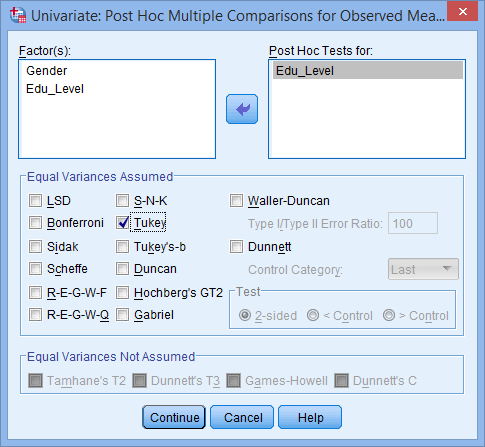 Univariate: Post Hoc Multiple Comparisons for Observed Mea...
Factor(s):
Gender
Edu_Level
Post Hoc Tests for:
Edu_Level
Equal Variances Assumed
LSD
S-N-K
Waller-Duncan
Bonferroni
Tukey
Type I/Type II Error Ratio: 100
Sidak
Tukey's-b
Dunnett
Scheffe
Duncan
Control Category: Last
R-E-G-W-F
Hochberg's GT2
Test
R-E-G-W-Q
Gabriel
2-sided
< Control
> Control
Equal Variances Not Assumed
Tamhane's T2
Dunnett's T3
Games-Howell
Dunnett's C
Continue
Cancel
Help